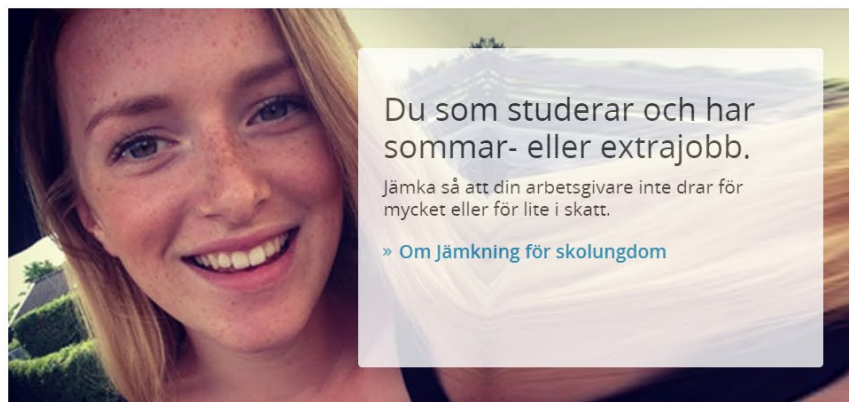 Du som studerar och har
sommar- eller extrajobb.
Jämka så att din arbetsgivare inte drar för
mycket eller för lite i skatt.
» Om Jämkning för skolungdom